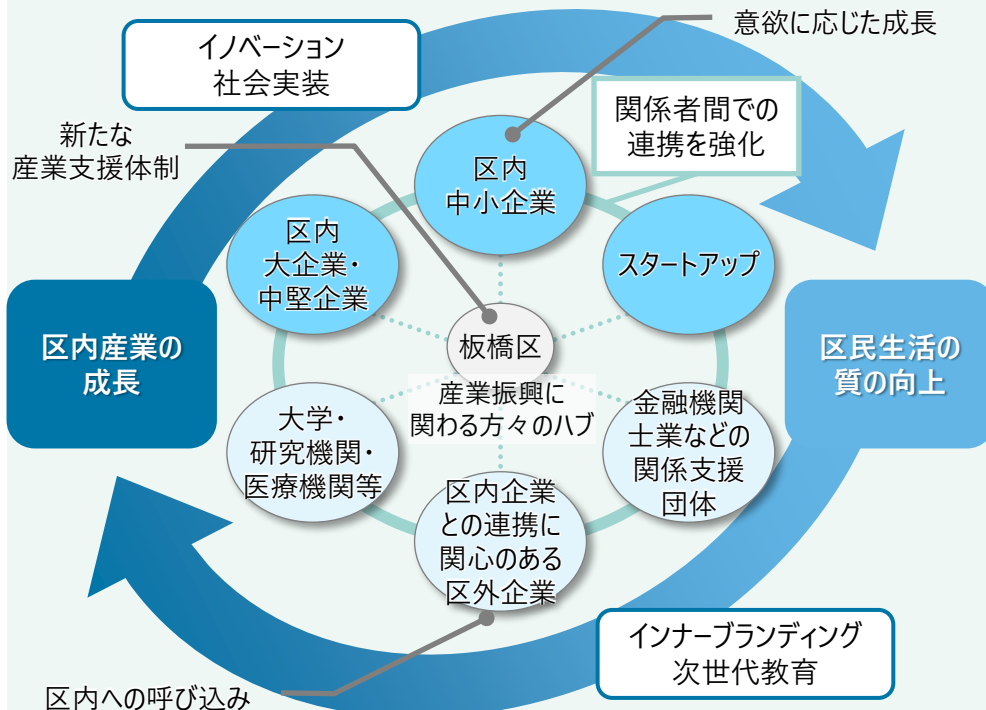 意欲に応じた成長
イノベーション
社会実装
関係者間での
連携を強化
新たな
産業支援体制
区内
中小企業
区内
大企業・
中堅企業
スタートアップ
区内産業の
成長
板橋区
区民生活の
質の向上
産業振興に
関わる方々のハブ
大学・
研究機関・
医療機関等
金融機関
士業などの
関係支援
団体
区内企業
との連携に
関心のある
区外企業
インナーブランディング
次世代教育
区内への呼び込み